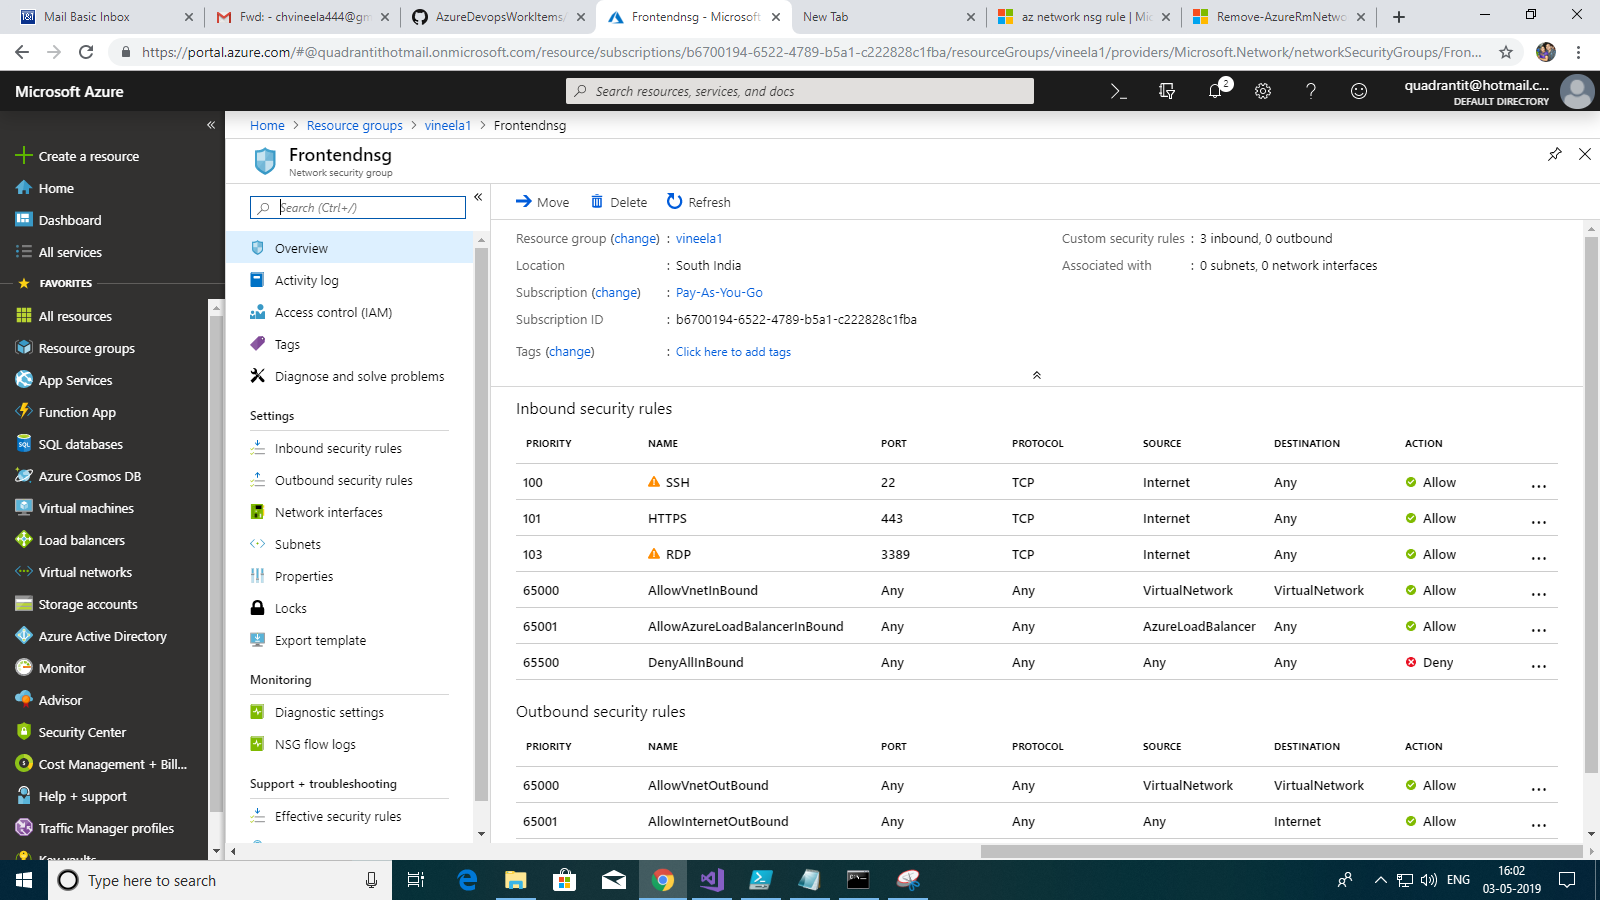 Mail Basic Inbox
Fwd: - chvineela444@gm
AzureDevopsWorkItems/
Frontendnsg - Microsoft
New Tab
az network nsg rule | Mic
Remove-AzureRmNetwo
https://portal.azure.com/#@quadrantithotmail.onmicrosoft.com/resource/subscriptions/b6700194-6522-4789-b5a1-c222828c1fba/resourceGroups/vineela1/providers/Microsoft.Network/networkSecurityGroups/Fron...
Microsoft Azure
Search resources, services, and docs
2
quadrantit@hotmail.c...
DEFAULT DIRECTORY
Create a resource
Home
Dashboard
All services
FAVORITES
All resources
Resource groups
App Services
Function App
SQL databases
Azure Cosmos DB
Virtual machines
Load balancers
Virtual networks
Storage accounts
Azure Active Directory
Monitor
Advisor
Security Center
Cost Management + Bill...
Help + support
Traffic Manager profiles
Key vaults
Home > Resource groups > vineela1 > Frontendnsg
Frontendnsg
Network security group
Search (Ctrl+/)
Overview
Activity log
Access control (IAM)
Tags
Diagnose and solve problems
Settings
Inbound security rules
Outbound security rules
Network interfaces
Subnets
Properties
Locks
Export template
Monitoring
Diagnostic settings
NSG flow logs
Support + troubleshooting
Effective security rules
Move Delete Refresh
Resource group (change) : vineela1
Location : South India
Subscription (change) : Pay-As-You-Go
Subscription ID : b6700194-6522-4789-b5a1-c222828c1fba
Tags (change) : Click here to add tags
Custom security rules : 3 inbound, 0 outbound
Associated with : 0 subnets, 0 network interfaces
Inbound security rules
PRIORITY NAME PORT PROTOCOL SOURCE DESTINATION ACTION
100 SSH 22 TCP Internet Any Allow ...
101 HTTPS 443 TCP Internet Any Allow ...
103 RDP 3389 TCP Internet Any Allow ...
65000 AllowVnetInBound Any Any VirtualNetwork VirtualNetwork Allow ...
65001 AllowAzureLoadBalancerInBound Any Any AzureLoadBalancer Any Allow ...
65500 DenyAllInBound Any Any Any Any Deny ...
Outbound security rules
PRIORITY NAME PORT PROTOCOL SOURCE DESTINATION ACTION
65000 AllowVnetOutBound Any Any VirtualNetwork VirtualNetwork Allow ...
65001 AllowInternetOutBound Any Any Any Internet Allow ...
Type here to search
ENG
16:02
03-05-2019